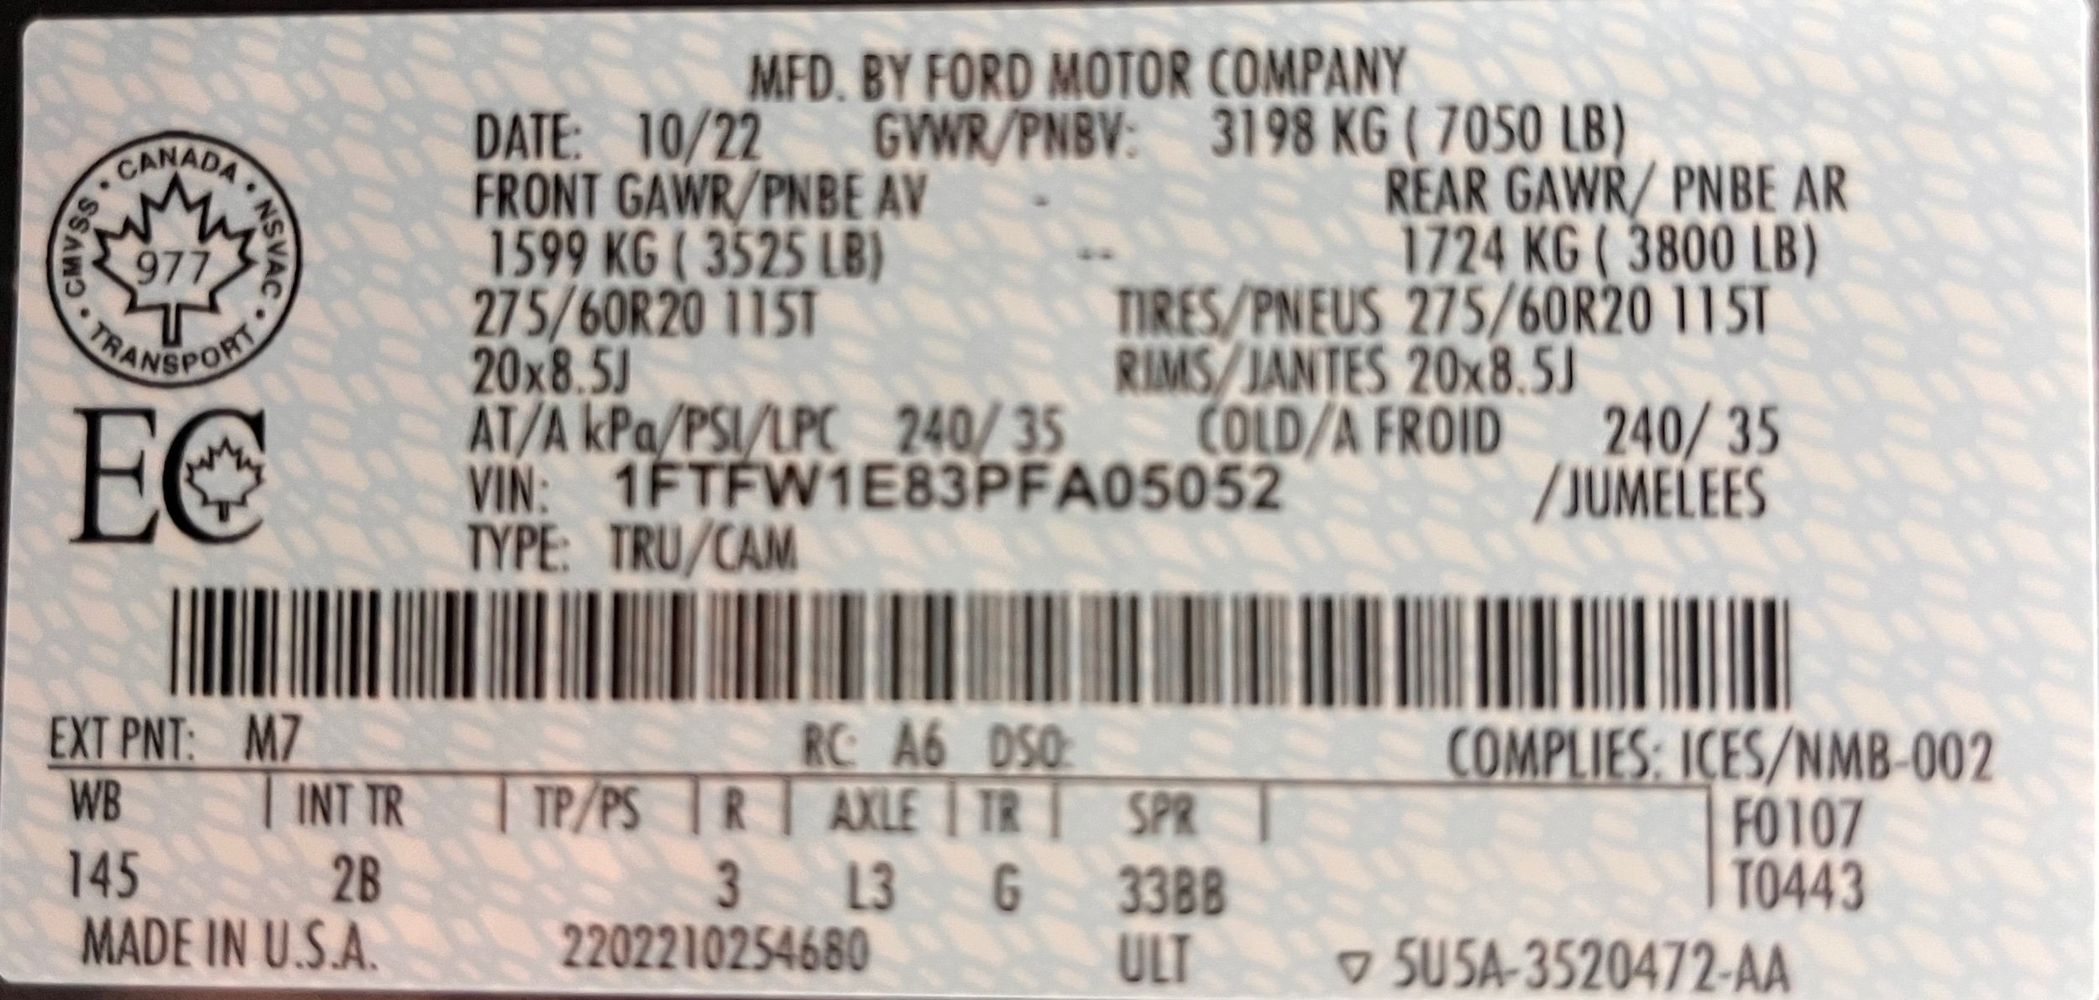 MFD. BY FORD MOTOR COMPANY
DATE: 10/22 GVWR/PNBV: 3198 KG ( 7050 LB)
FRONT GAWR/PNBE AV - REAR GAWR/ PNBE AR
1599 KG ( 3525 LB) -- 1724 KG ( 3800 LB)
275/60R20 115T TIRES/PNEUS 275/60R20 115T
20x8.5J RIMS/JANTES 20x8.5J
AT/A kPa/PSI/LPC 240/ 35 COLD/A FROID 240/ 35
VIN: 1FTFW1E83PFA05052 /JUMELEES
TYPE: TRU/CAM
CANADA · NSVAC · TRANSPORT · CMVSS ·
977
EC
EXT PNT: M7 RC: A6 DSO: COMPLIES: ICES/NMB-002
WB | INT TR | TP/PS | R | AXLE | TR | SPR | F0107
145 2B 3 L3 G 33BB T0443
MADE IN U.S.A. 2202210254680 ULT ▽ 5U5A-3520472-AA